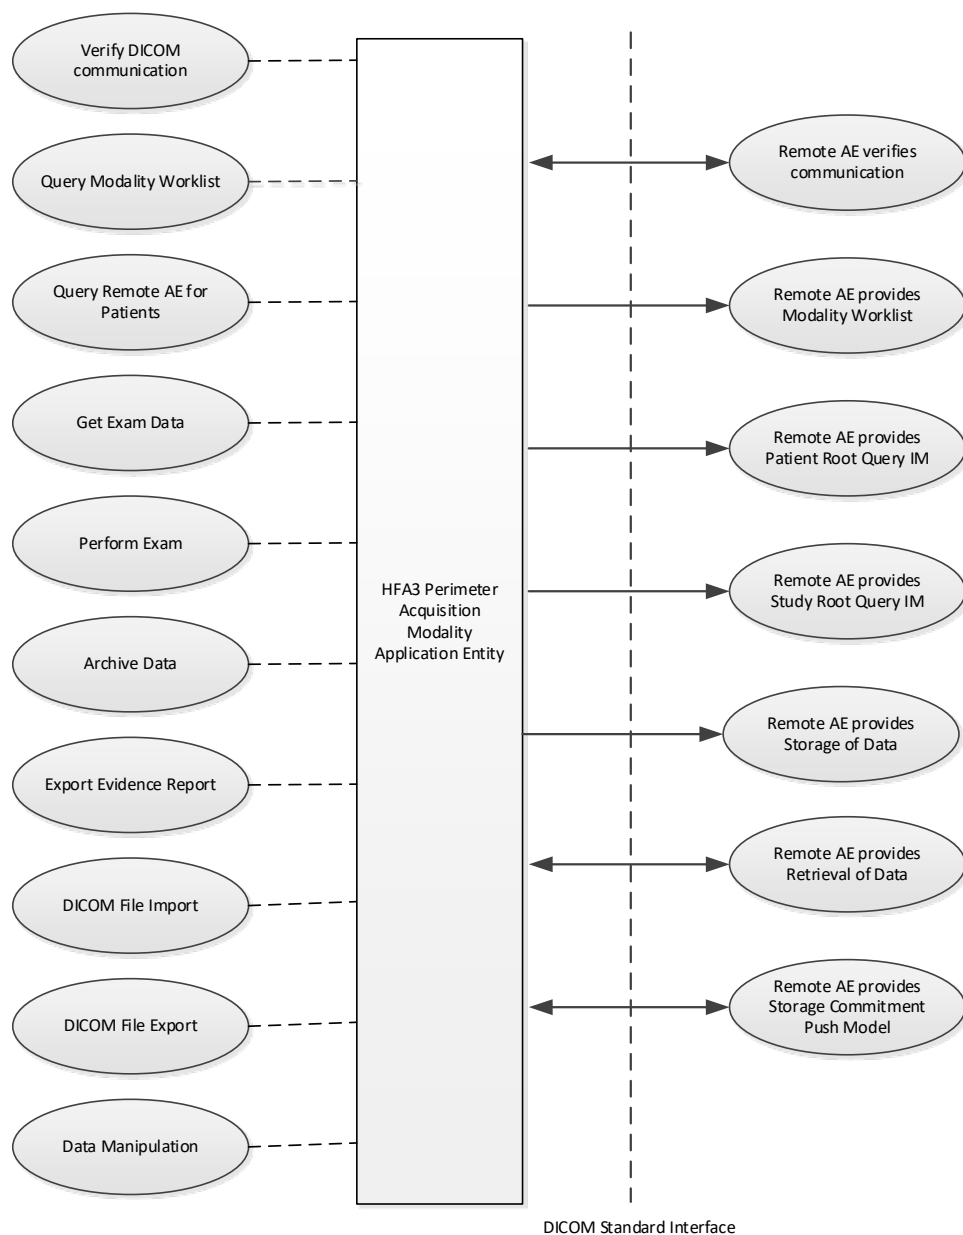 Verify DICOM
communication
Query Modality Worklist
Query Remote AE for
Patients
Get Exam Data
Perform Exam
Archive Data
Export Evidence Report
DICOM File Import
DICOM File Export
Data Manipulation
HFA3 Perimeter
Acquisition
Modality
Application Entity
Remote AE verifies
communication
Remote AE provides
Modality Worklist
Remote AE provides
Patient Root Query IM
Remote AE provides
Study Root Query IM
Remote AE provides
Storage of Data
Remote AE provides
Retrieval of Data
Remote AE provides
Storage Commitment
Push Model
DICOM Standard Interface